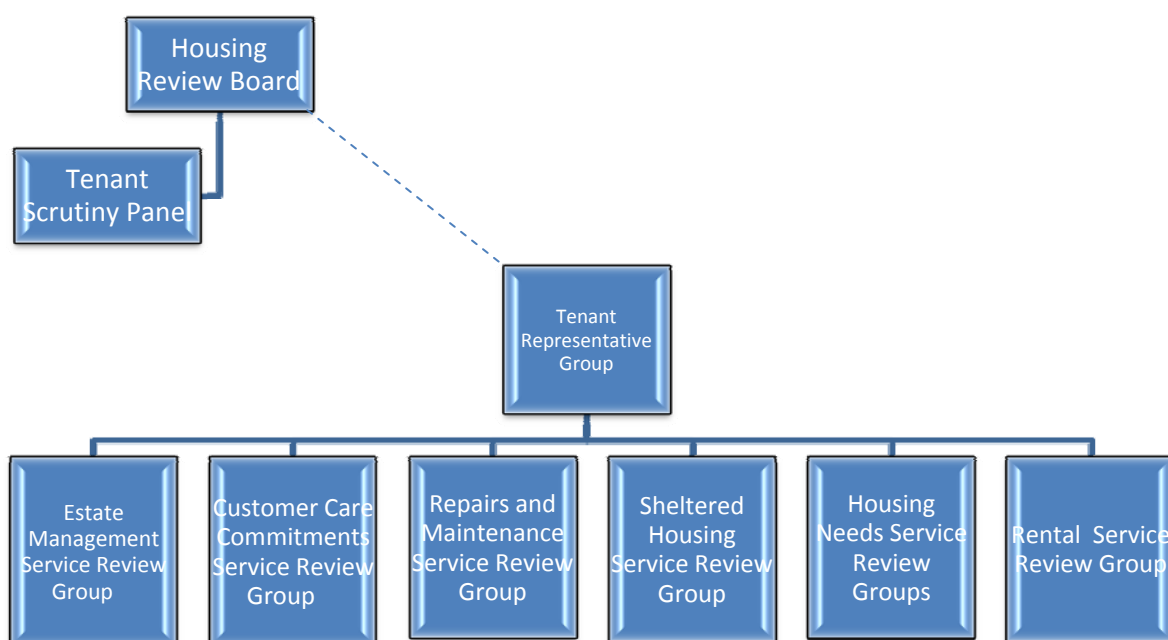 Housing
Review Board
Tenant
Scrutiny Panel
Tenant
Representative
Group
Estate
Management
Service Review
Group
Customer Care
Commitments
Service Review
Group
Repairs and
Maintenance
Service Review
Group
Sheltered
Housing
Service Review
Group
Housing
Needs Service
Review
Groups
Rental Service
Review Group